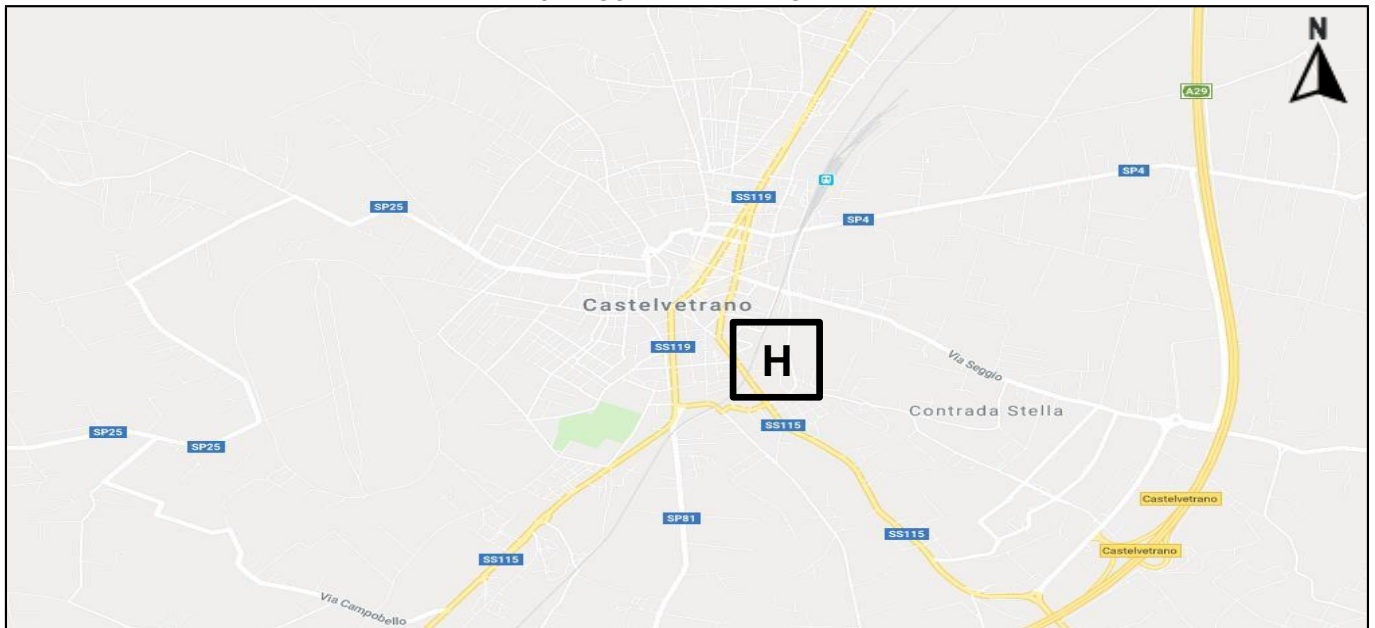 N
A29
SP4
SS119
SP25
SP4
Castelvetrano
SS119
H
Via Seggio
Contrada Stella
SS115
SP25
SP25
Castelvetrano
SP81
SS115
Castelvetrano
SS115
Via Campobello